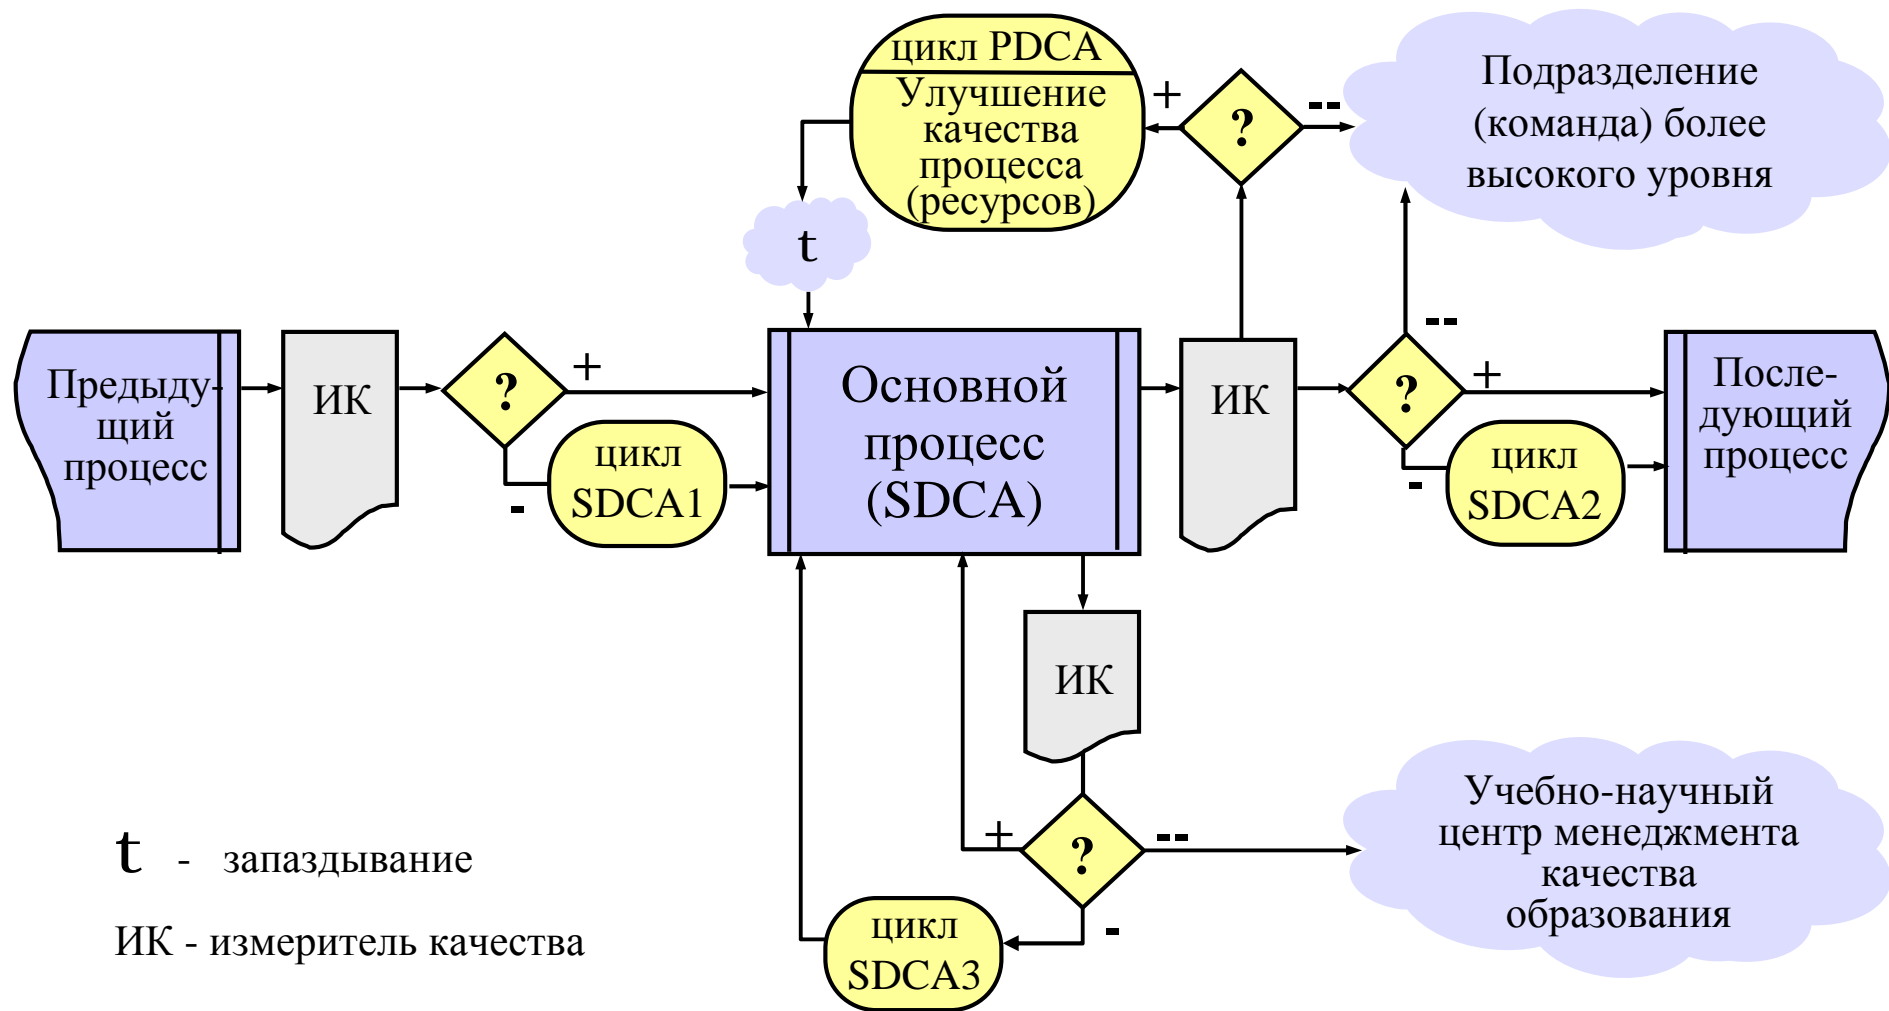 цикл PDCA
Улучшение
качества
процесса
(ресурсов)
+
?
--
Подразделение
(команда) более
высокого уровня
t
Предыду-
щий
процесс
ИК
?
+
-
цикл
SDCA1
Основной
процесс
(SDCA)
ИК
--
?
+
-
цикл
SDCA2
После-
дующий
процесс
ИК
+
?
--
-
Учебно-научный
центр менеджмента
качества
образования
цикл
SDCA3
t - запаздывание
ИК - измеритель качества